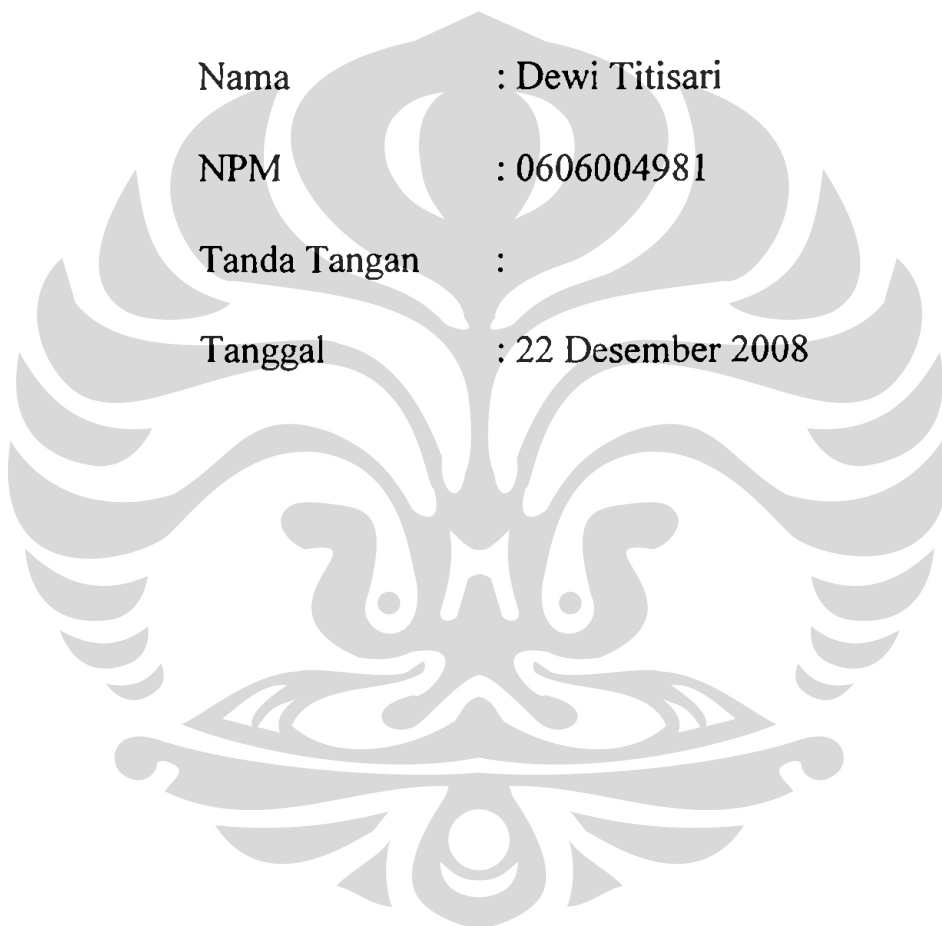 Nama : Dewi Titisari
NPM : 0606004981
Tanda Tangan :
Tanggal : 22 Desember 2008